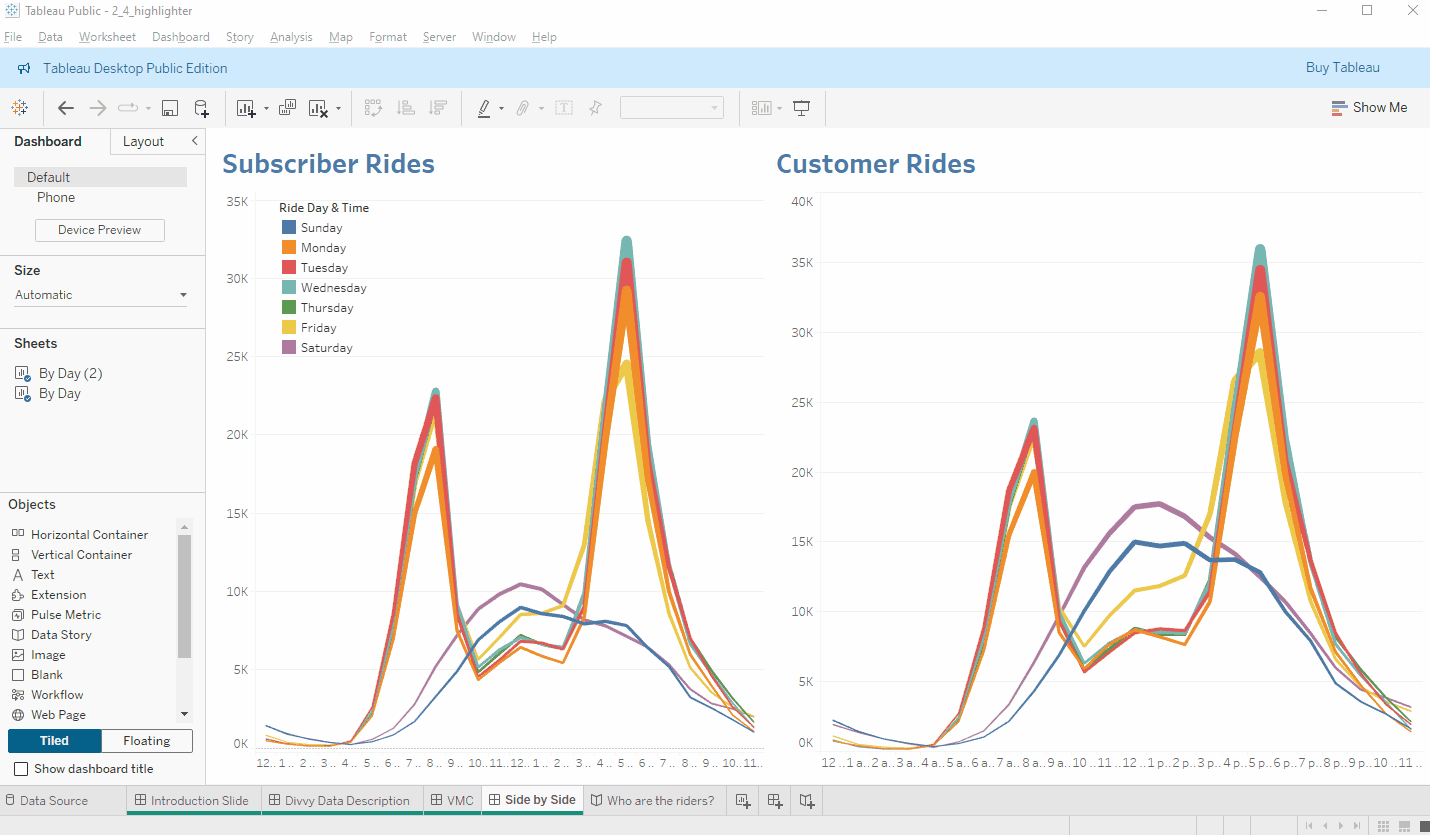 Tableau Public - 2_4_highlighter
File Data Worksheet Dashboard Story Analysis Map Format Server Window Help
Tableau Desktop Public Edition Buy Tableau
Show Me
Dashboard Layout
Default
Phone
Device Preview
Size
Automatic
Sheets
By Day (2)
By Day
Objects
Horizontal Container
Vertical Container
Text
Extension
Pulse Metric
Data Story
Image
Blank
Workflow
Web Page
Tiled Floating
Show dashboard title
Subscriber Rides
35K
30K
25K
20K
15K
10K
5K
0K
Ride Day & Time
Sunday
Monday
Tuesday
Wednesday
Thursday
Friday
Saturday
12.. 1 .. 2 .. 3 .. 4 .. 5 .. 6 .. 7 .. 8 .. 9 .. 10.. 11.. 12.. 1 .. 2 .. 3 .. 4 .. 5 .. 6 .. 7 .. 8 .. 9 .. 10.. 11..
Customer Rides
40K
35K
30K
25K
20K
15K
10K
5K
0K
12 .. 1 a.. 2 a.. 3 a.. 4 a.. 5 a.. 6 a.. 7 a.. 8 a.. 9 a.. 10 .. 11 .. 12 .. 1 p.. 2 p.. 3 p.. 4 p.. 5 p.. 6 p.. 7 p.. 8 p.. 9 p.. 10 .. 11 ..
Data Source Introduction Slide Divvy Data Description VMC Side by Side Who are the riders?